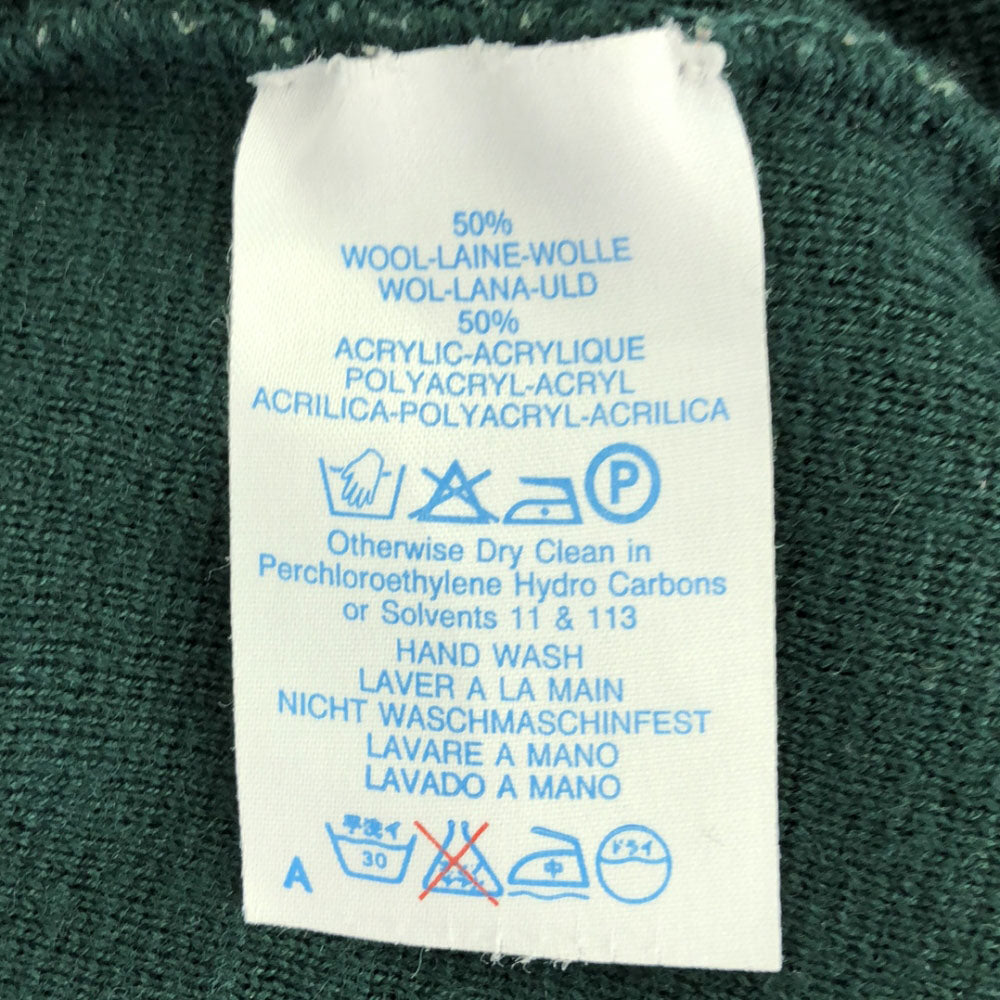 50%
WOOL-LAINE-WOLLE
WOL-LANA-ULD
50%
ACRYLIC-ACRYLIQUE
POLYACRYL-ACRYL
ACRILICA-POLYACRYL-ACRILICA
P
Otherwise Dry Clean in
Perchloroethylene Hydro Carbons
or Solvents 11 & 113
HAND WASH
LAVER A LA MAIN
NICHT WASCHMASCHINFEST
LAVARE A MANO
LAVADO A MANO
手洗イ
30
中
ドライ
A